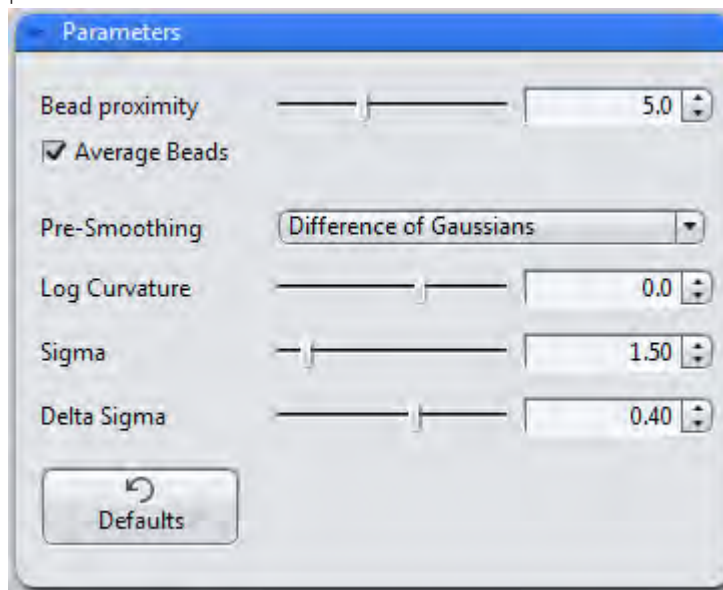 Parameters
Bead proximity 5.0
Average Beads
Pre-Smoothing Difference of Gaussians
Log Curvature 0.0
Sigma 1.50
Delta Sigma 0.40
Defaults